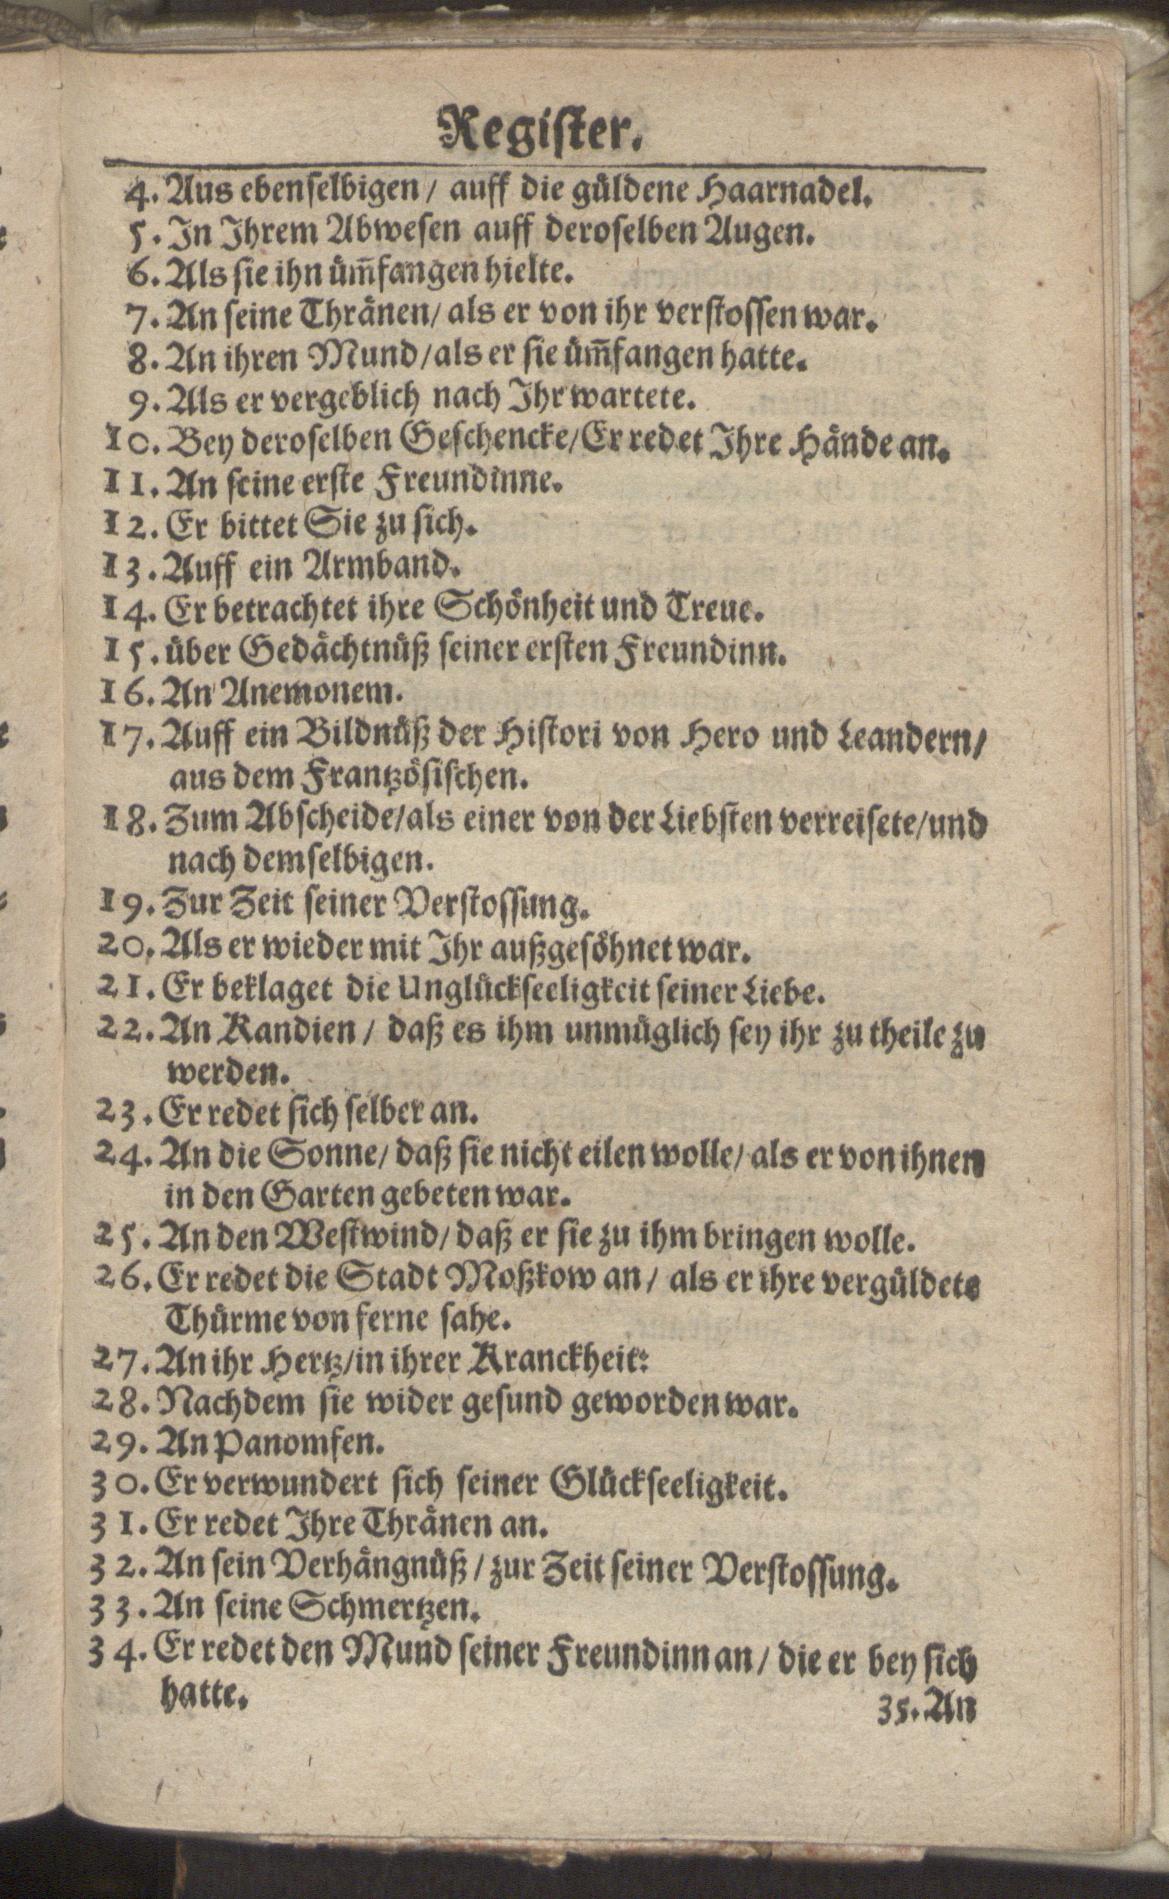 Register.
4. Aus ebenselbigen / auff die güldene Haarnadel.
5. In Ihrem Abwesen auff deroselben Augen.
6. Als sie ihn üm̃fangen hielte.
7. An seine Thränen / als er von ihr verstossen war.
8. An ihren Mund / als er sie üm̃fangen hatte.
9. Als er vergeblich nach Ihr wartete.
10. Bey deroselben Geschencke / Er redet Ihre Hände an.
11. An seine erste Freundinne.
12. Er bittet Sie zu sich.
13. Auff ein Armband.
14. Er betrachtet ihre Schönheit und Treue.
15. über Gedächtnüß seiner ersten Freundinn.
16. An Anemonem.
17. Auff ein Bildnüß der Histori von Hero und Leandern /
aus dem Frantzösischen.
18. Zum Abscheide / als einer von der Liebsten verreisete / und
nach demselbigen.
19. Zur Zeit seiner Verstossung.
20. Als er wieder mit Ihr außgesöhnet war.
21. Er beklaget die Unglückseeligkeit seiner Liebe.
22. An Kandien / daß es ihm unmüglich sey ihr zu theile zu
werden.
23. Er redet sich selber an.
24. An die Sonne / daß sie nicht eilen wolle / als er von ihnen
in den Garten gebeten war.
25. An den Westwind / daß er sie zu ihm bringen wolle.
26. Er redet die Stadt Moßkow an / als er ihre vergüldete
Thürme von ferne sahe.
27. An ihr Hertz / in ihrer Kranckheit:
28. Nachdem sie wider gesund geworden war.
29. An Panomfen.
30. Er verwundert sich seiner Glückseeligkeit.
31. Er redet Ihre Thränen an.
32. An sein Verhängnüß / zur Zeit seiner Verstossung.
33. An seine Schmertzen.
34. Er redet den Mund seiner Freundinn an / die er bey sich
hatte.
35. An